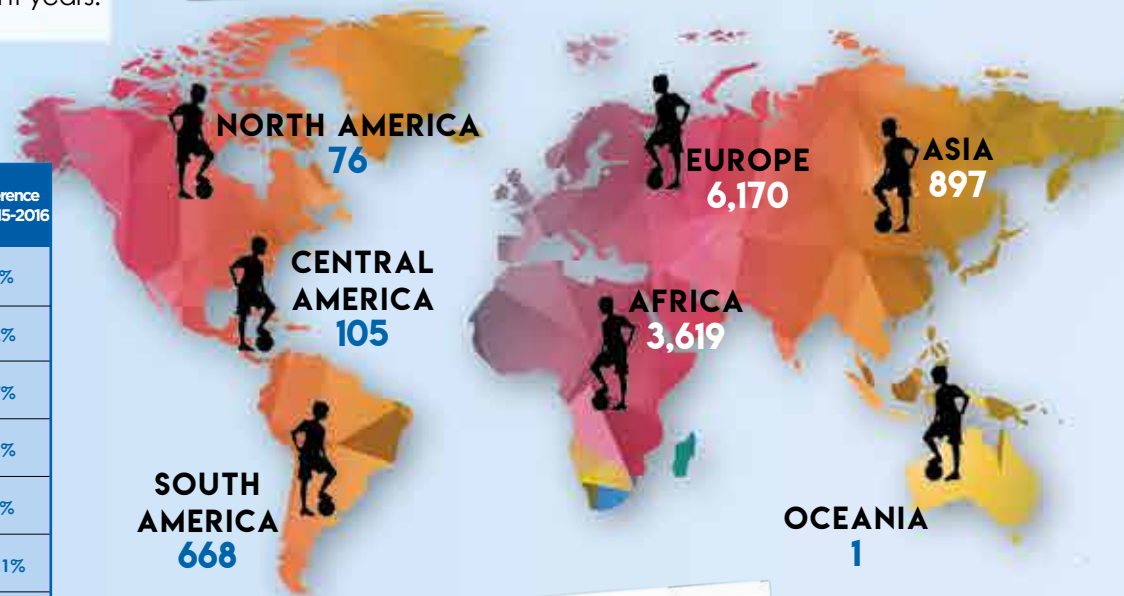 years.
NORTH AMERICA
76
EUROPE
6,170
ASIA
897
CENTRAL
AMERICA
105
AFRICA
3,619
SOUTH
AMERICA
668
OCEANIA
1
%
%
%
%
%
1%